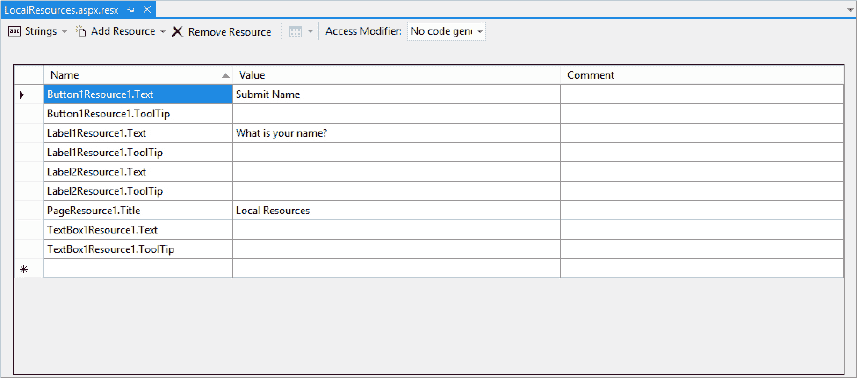 LocalResources.aspx.resx
Strings Add Resource Remove Resource Access Modifier: No code gen
Name Value Comment
Button1Resource1.Text Submit Name
Button1Resource1.ToolTip
Label1Resource1.Text What is your name?
Label1Resource1.ToolTip
Label2Resource1.Text
Label2Resource1.ToolTip
PageResource1.Title Local Resources
TextBox1Resource1.Text
TextBox1Resource1.ToolTip